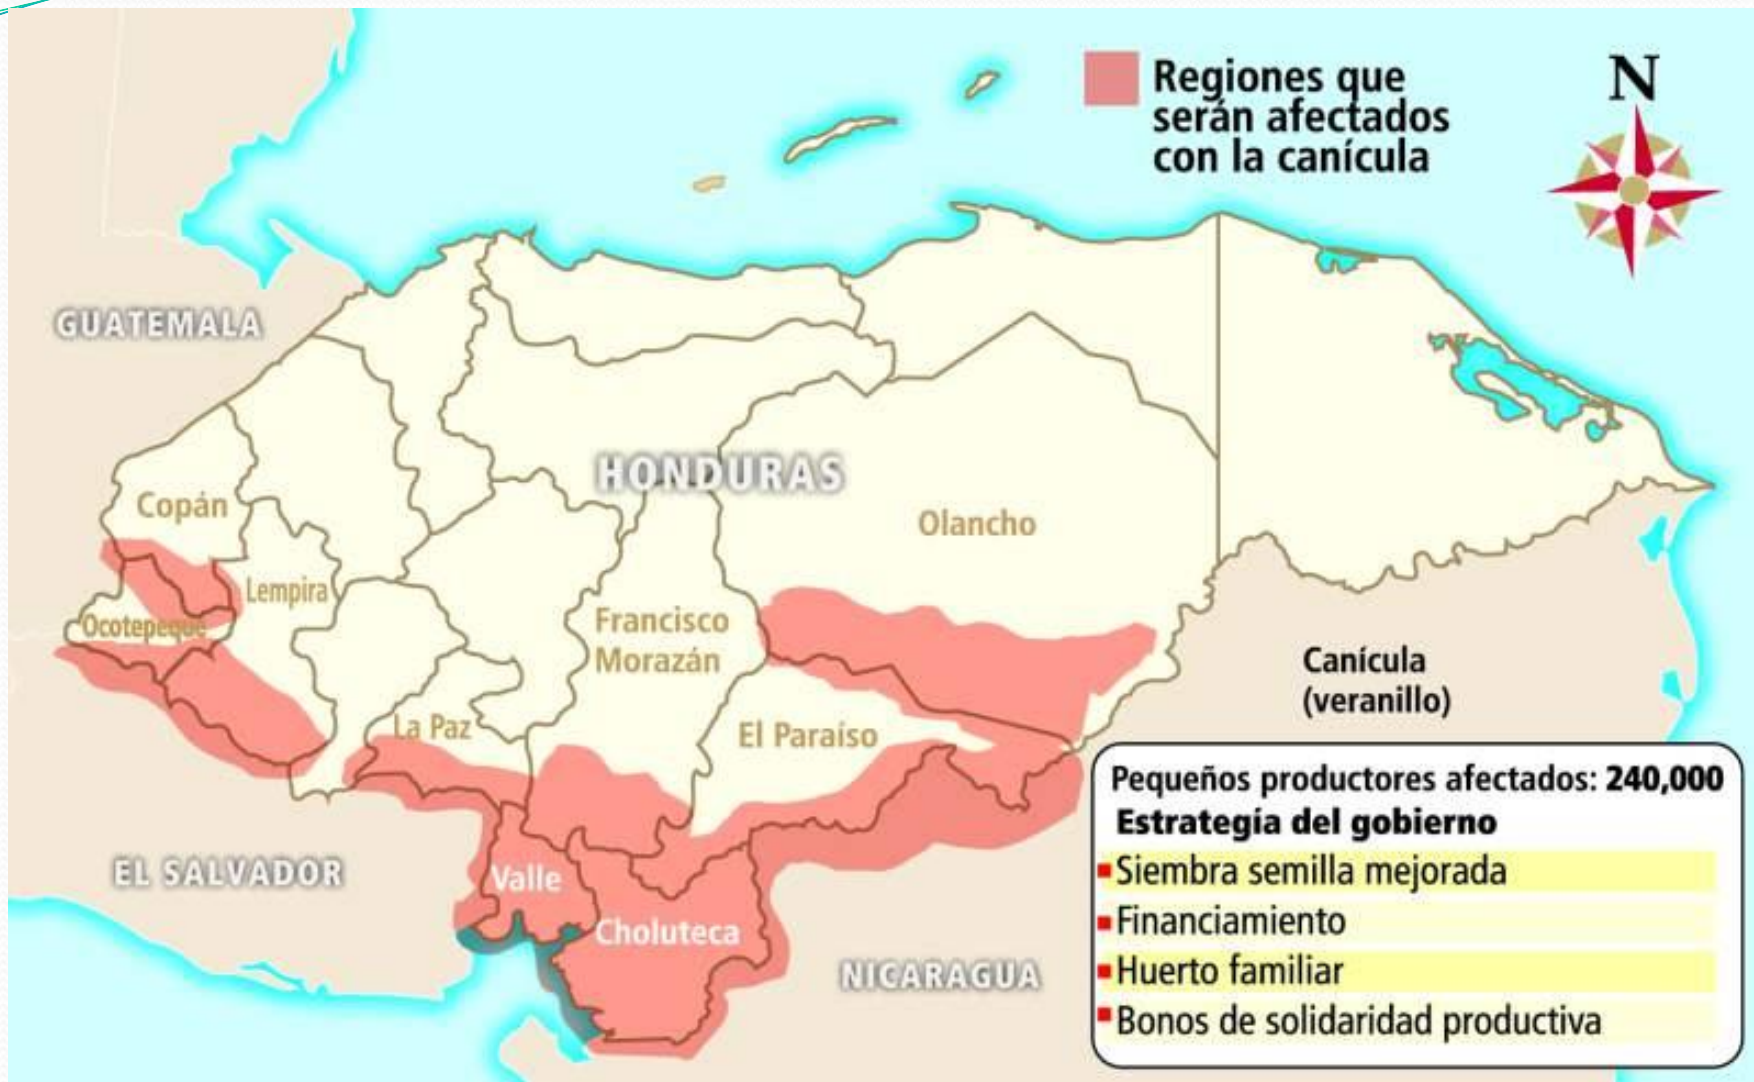 Regiones que
serán afectados
con la canícula
N
GUATEMALA
HONDURAS
Copán
Olancho
Lempira
Ocotepeque
Francisco
Morazán
La Paz
El Paraíso
Canícula
(veranillo)
EL SALVADOR
Valle
Choluteca
NICARAGUA
Pequeños productores afectados: 240,000
Estrategia del gobierno
Siembra semilla mejorada
Financiamiento
Huerto familiar
Bonos de solidaridad productiva